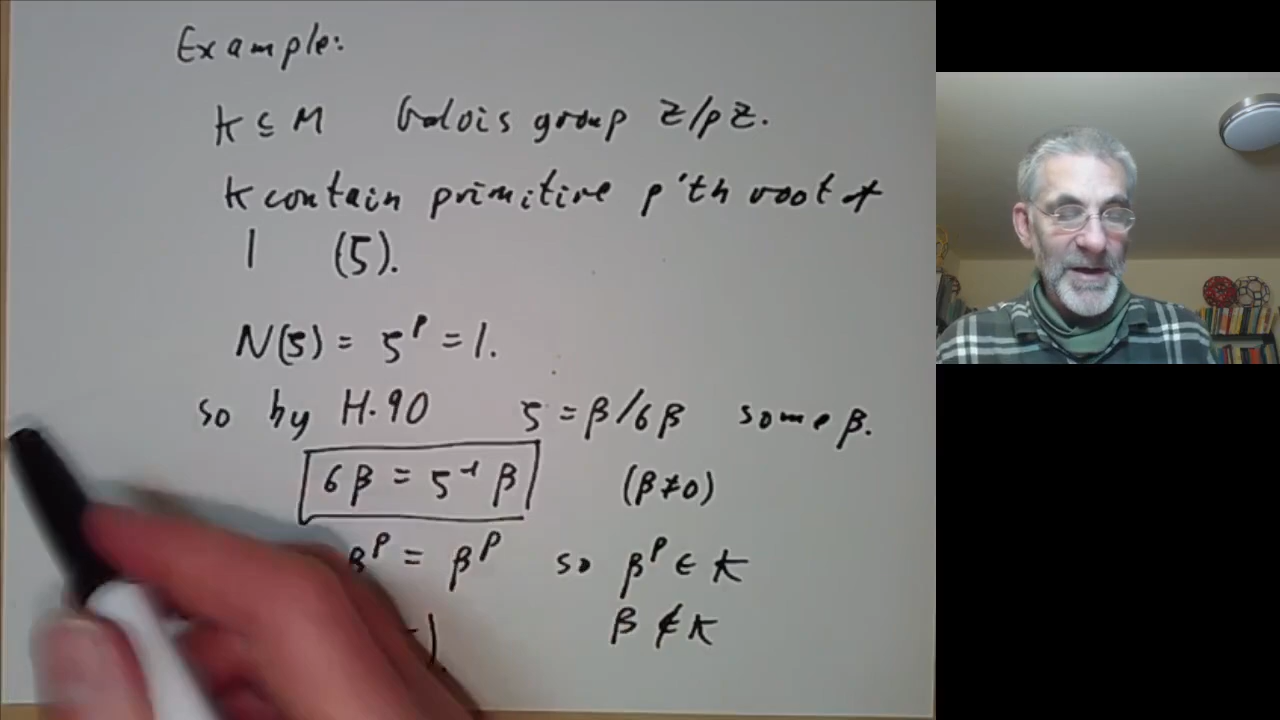 Example:
K ⊆ M Galois group Z/pZ.
K contain primitive p'th root of
1 (ζ).
N(ζ) = ζ^p = 1.
so by H.90 ζ = β/σβ some β.
σβ = ζ^-1 β (β≠0)
β^p = β^p so β^p ∈ K
). β ∉ K